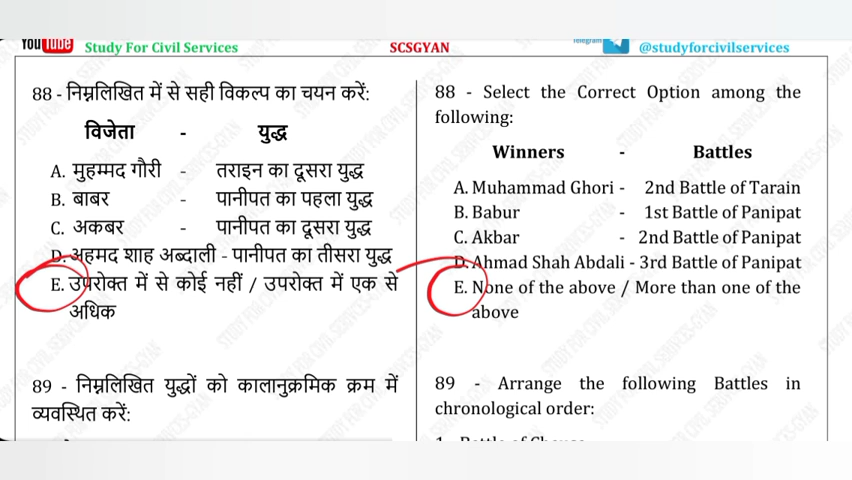 YouTube Study For Civil Services
SCSGYAN
Telegram @studyforcivilservices
88 - निम्नलिखित में से सही विकल्प का चयन करें:
विजेता - युद्ध
A. मुहम्मद गौरी - तराइन का दूसरा युद्ध
B. बाबर - पानीपत का पहला युद्ध
C. अकबर - पानीपत का दूसरा युद्ध
D. अहमद शाह अब्दाली - पानीपत का तीसरा युद्ध
E. उपरोक्त में से कोई नहीं / उपरोक्त में एक से
अधिक
89 - निम्नलिखित युद्धों को कालानुक्रमिक क्रम में
व्यवस्थित करें:
88 - Select the Correct Option among the
following:
Winners - Battles
A. Muhammad Ghori - 2nd Battle of Tarain
B. Babur - 1st Battle of Panipat
C. Akbar - 2nd Battle of Panipat
D. Ahmad Shah Abdali - 3rd Battle of Panipat
E. None of the above / More than one of the
above
89 - Arrange the following Battles in
chronological order: